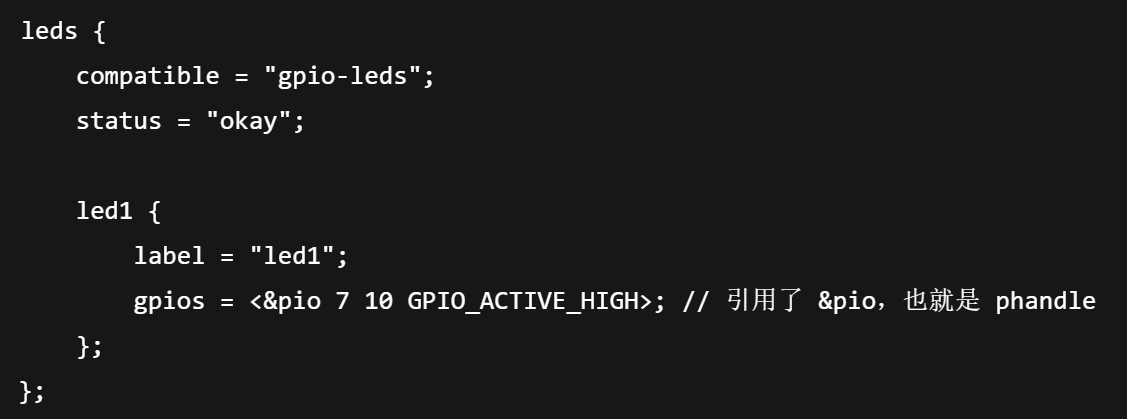 leds {
    compatible = "gpio-leds";
    status = "okay";

    led1 {
        label = "led1";
        gpios = <&pio 7 10 GPIO_ACTIVE_HIGH>; // 引用了 &pio，也就是 phandle
    };
};